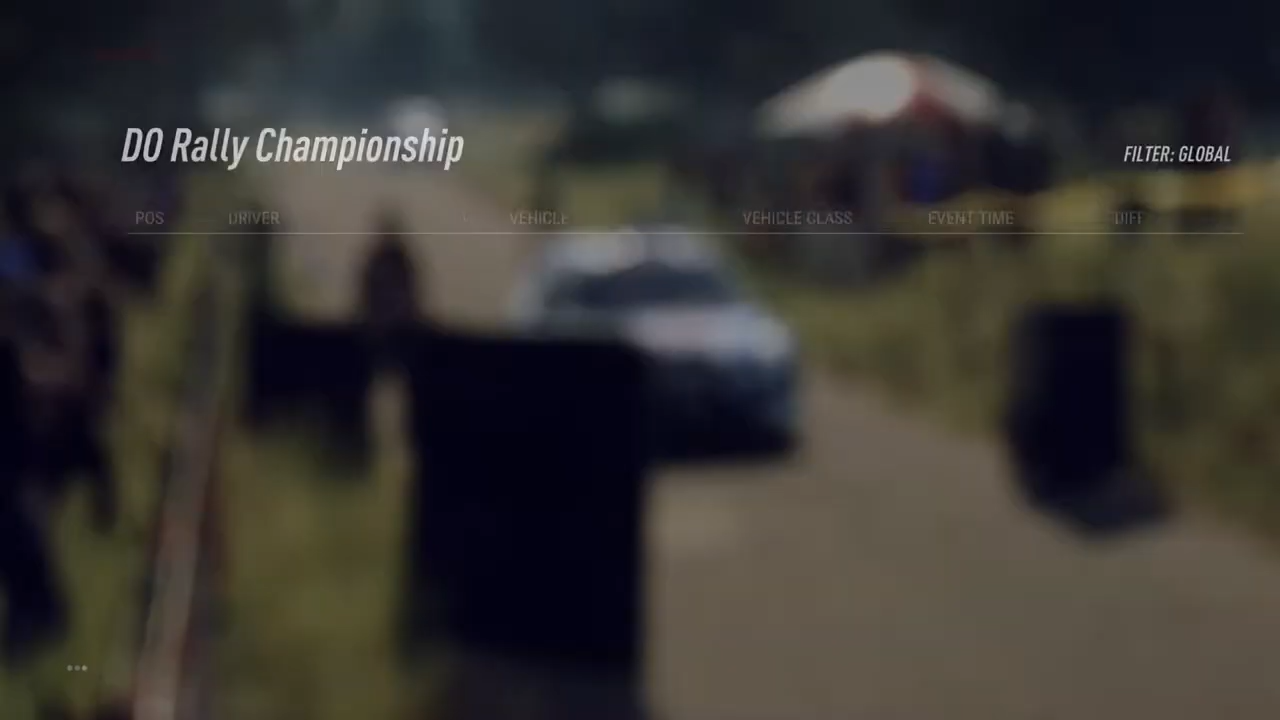 DO Rally Championship
FILTER: GLOBAL
POS DRIVER VEHICLE VEHICLE CLASS EVENT TIME DIFF